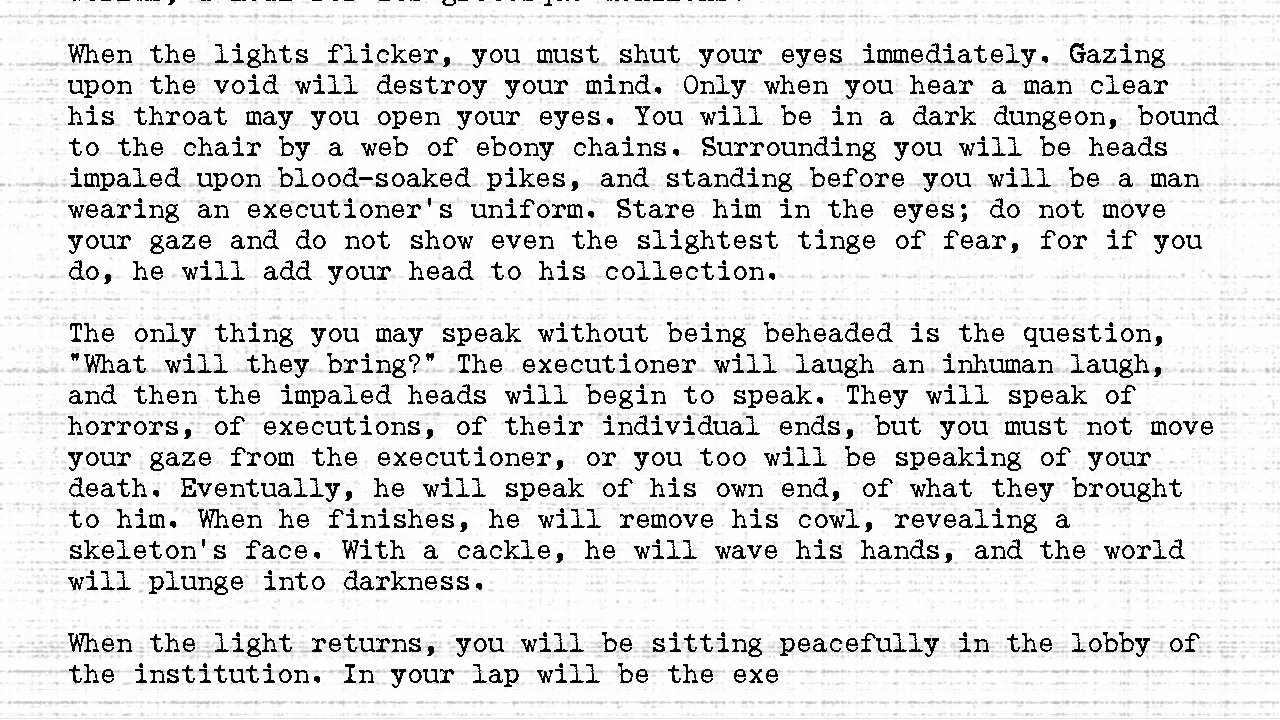 When the lights flicker, you must shut your eyes immediately. Gazing
upon the void will destroy your mind. Only when you hear a man clear
his throat may you open your eyes. You will be in a dark dungeon, bound
to the chair by a web of ebony chains. Surrounding you will be heads
impaled upon blood-soaked pikes, and standing before you will be a man
wearing an executioner's uniform. Stare him in the eyes; do not move
your gaze and do not show even the slightest tinge of fear, for if you
do, he will add your head to his collection.
The only thing you may speak without being beheaded is the question,
"What will they bring?" The executioner will laugh an inhuman laugh,
and then the impaled heads will begin to speak. They will speak of
horrors, of executions, of their individual ends, but you must not move
your gaze from the executioner, or you too will be speaking of your
death. Eventually, he will speak of his own end, of what they brought
to him. When he finishes, he will remove his cowl, revealing a
skeleton's face. With a cackle, he will wave his hands, and the world
will plunge into darkness.
When the light returns, you will be sitting peacefully in the lobby of
the institution. In your lap will be the exe